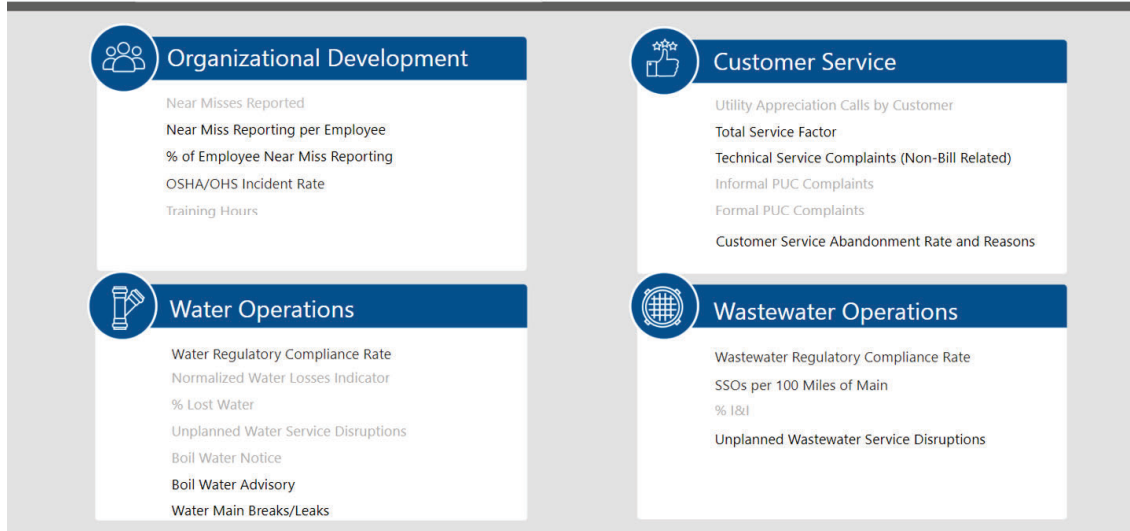 Organizational Development
Near Misses Reported
Near Miss Reporting per Employee
% of Employee Near Miss Reporting
OSHA/OHS Incident Rate
Training Hours
Customer Service
Utility Appreciation Calls by Customer
Total Service Factor
Technical Service Complaints (Non-Bill Related)
Informal PUC Complaints
Formal PUC Complaints
Customer Service Abandonment Rate and Reasons
Water Operations
Water Regulatory Compliance Rate
Normalized Water Losses Indicator
% Lost Water
Unplanned Water Service Disruptions
Boil Water Notice
Boil Water Advisory
Water Main Breaks/Leaks
Wastewater Operations
Wastewater Regulatory Compliance Rate
SSOs per 100 Miles of Main
% I&I
Unplanned Wastewater Service Disruptions